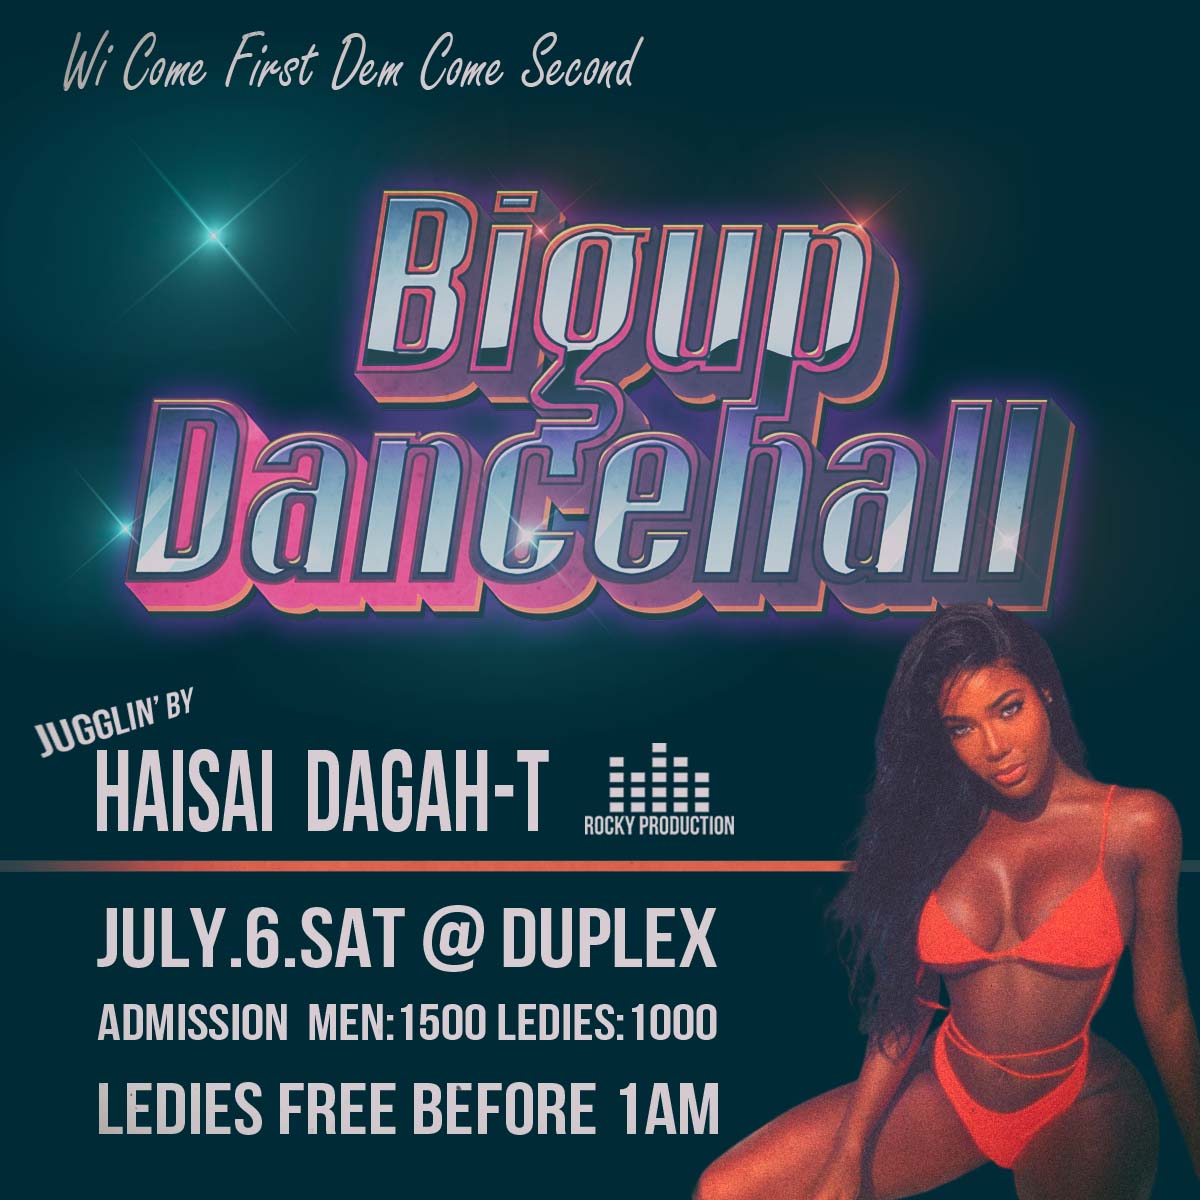 Wi Come First Dem Come Second
Bigup
Dancehall
JUGGLIN' BY
HAISAI DAGAH-T
ROCKY PRODUCTION
JULY.6.SAT @ DUPLEX
ADMISSION MEN:1500 LEDIES:1000
LEDIES FREE BEFORE 1AM